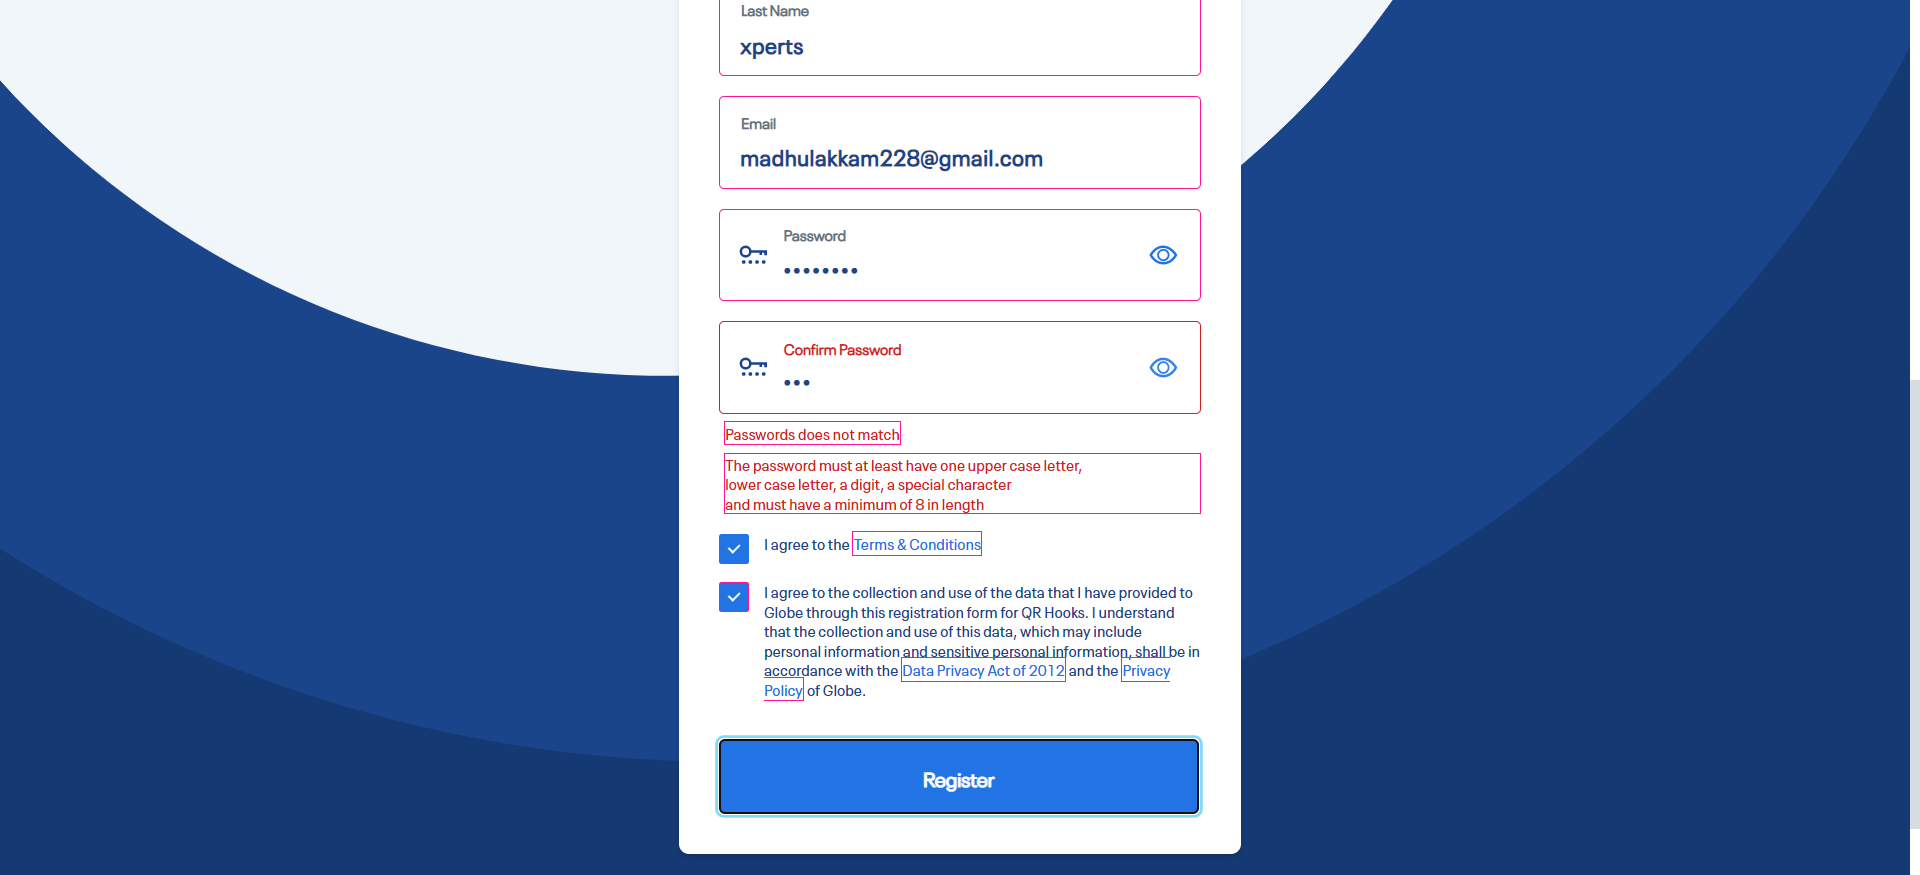 Last Name
xperts
Email
madhulakkam228@gmail.com
Password
••••••••
Confirm Password
•••
Passwords does not match
The password must at least have one upper case letter,
lower case letter, a digit, a special character
and must have a minimum of 8 in length
I agree to the Terms & Conditions
I agree to the collection and use of the data that I have provided to
Globe through this registration form for QR Hooks. I understand
that the collection and use of this data, which may include
personal information and sensitive personal information, shall be in
accordance with the Data Privacy Act of 2012 and the Privacy
Policy of Globe.
Register